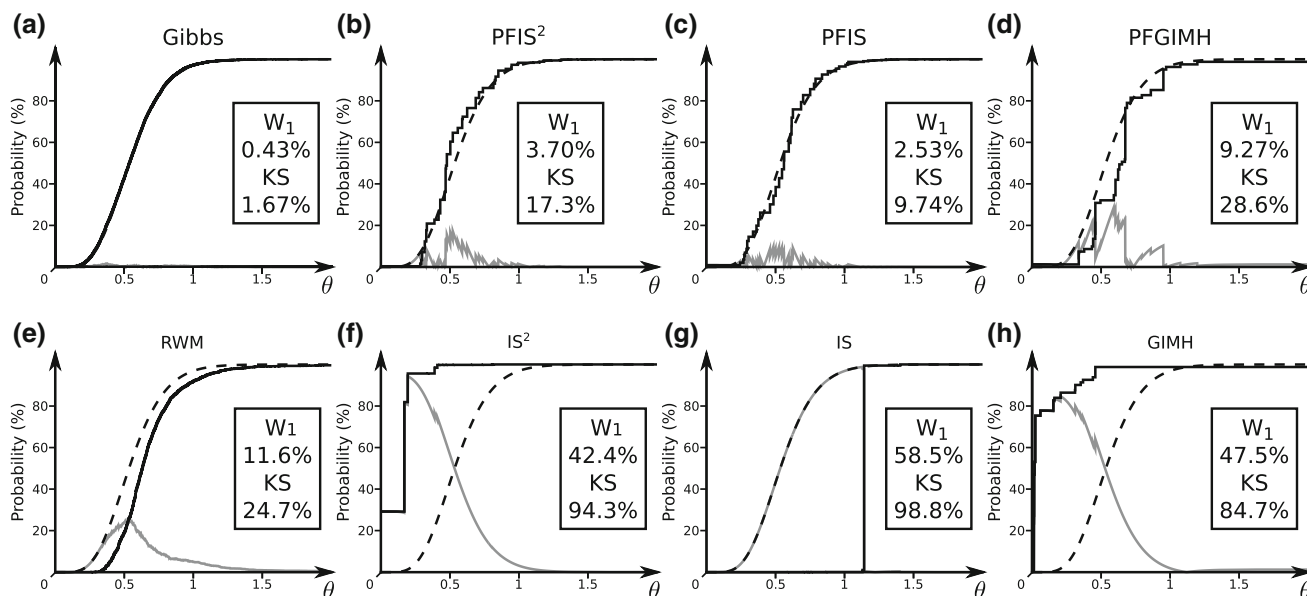 (a)
Gibbs
Probability (%)
80
60
40
20
0
0.5
1
1.5
θ
W₁
0.43%
KS
1.67%
(b)
PFIS²
Probability (%)
80
60
40
20
0
0.5
1
1.5
θ
W₁
3.70%
KS
17.3%
(c)
PFIS
Probability (%)
80
60
40
20
0
0.5
1
1.5
θ
W₁
2.53%
KS
9.74%
(d)
PFGIMH
Probability (%)
80
60
40
20
0
0.5
1
1.5
θ
W₁
9.27%
KS
28.6%
(e)
RWM
Probability (%)
80
60
40
20
0
0.5
1
1.5
θ
W₁
11.6%
KS
24.7%
(f)
IS²
Probability (%)
80
60
40
20
0
0.5
1
1.5
θ
W₁
42.4%
KS
94.3%
(g)
IS
Probability (%)
80
60
40
20
0
0.5
1
1.5
θ
W₁
58.5%
KS
98.8%
(h)
GIMH
Probability (%)
80
60
40
20
0
0.5
1
1.5
θ
W₁
47.5%
KS
84.7%